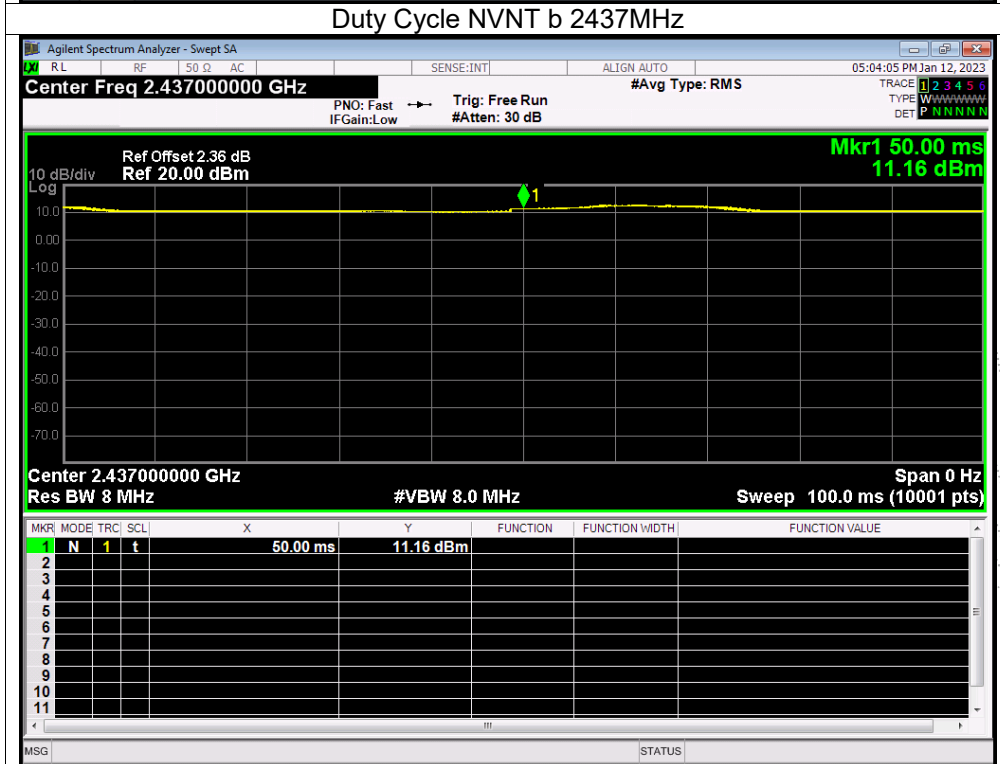 Duty Cycle NVNT b 2437MHz
Agilent Spectrum Analyzer - Swept SA
LXI RL RF 50 Ω AC SENSE:INT ALIGN AUTO 05:04:05 PM Jan 12, 2023
Center Freq 2.437000000 GHz #Avg Type: RMS TRACE 1 2 3 4 5 6
PNO: Fast Trig: Free Run TYPE WWWWWW
IFGain:Low #Atten: 30 dB DET P N N N N N
Mkr1 50.00 ms
Ref Offset 2.36 dB
10 dB/div Ref 20.00 dBm 11.16 dBm
Log
1
10.0
0.00
-10.0
-20.0
-30.0
-40.0
-50.0
-60.0
-70.0
Center 2.437000000 GHz Span 0 Hz
Res BW 8 MHz #VBW 8.0 MHz Sweep 100.0 ms (10001 pts)
MKR MODE TRC SCL X Y FUNCTION FUNCTION WIDTH FUNCTION VALUE
1 N 1 t 50.00 ms 11.16 dBm
2
3
4
5
6
7
8
9
10
11
MSG STATUS